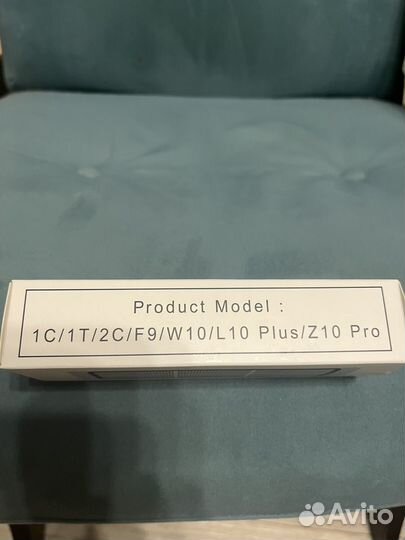 Product Model :
1C/1T/2C/F9/W10/L10 Plus/Z10 Pro
Avito